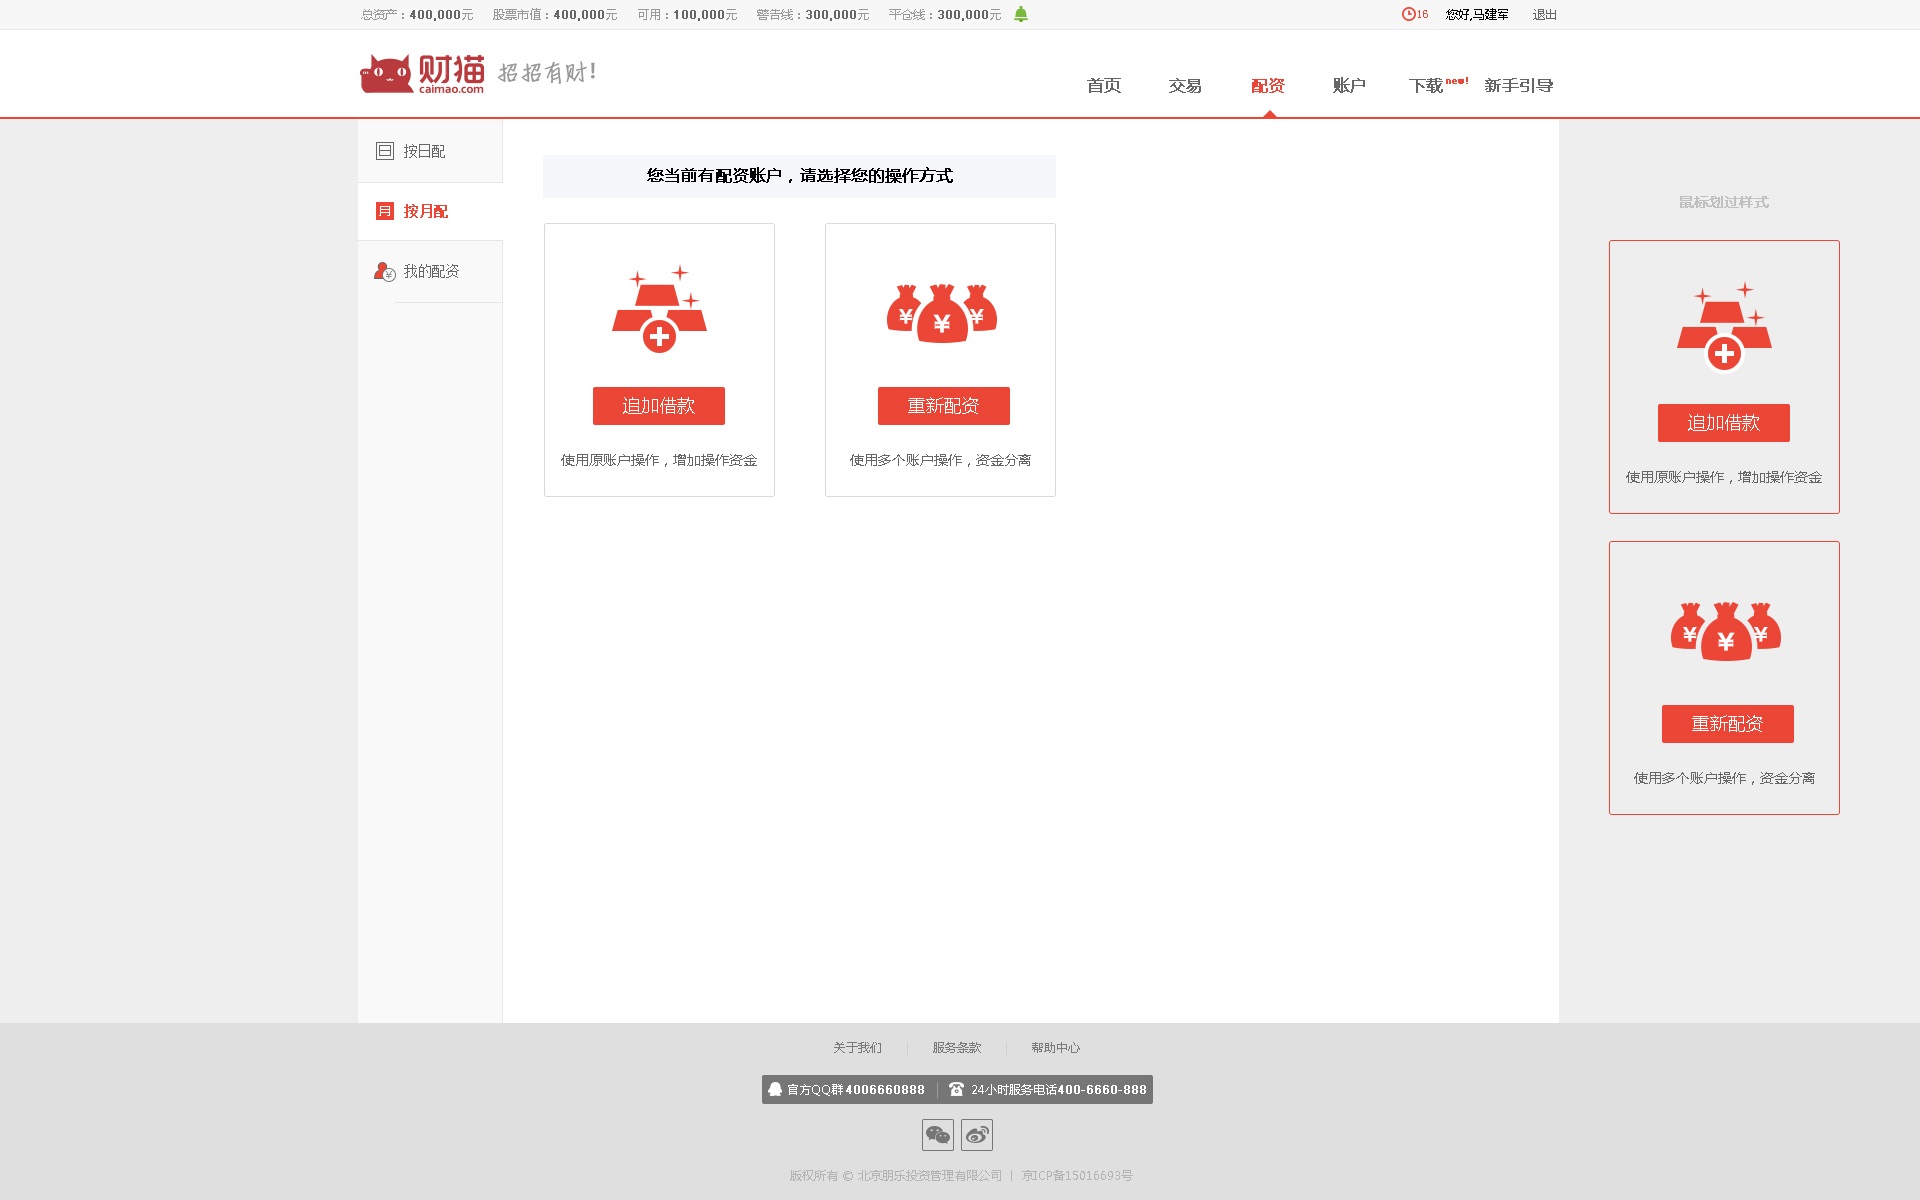 总资产：400,000元 股票市值：400,000元 可用：100,000元 警告线：300,000元 平仓线：300,000元 16 您好,马建军 退出
财猫 caimao.com 招招有财!
首页 交易 配资 账户 下载new! 新手引导
日 按日配
月 按月配
¥ 我的配资
您当前有配资账户，请选择您的操作方式
¥ ¥ ¥
追加借款 重新配资
使用原账户操作，增加操作资金 使用多个账户操作，资金分离
鼠标划过样式
追加借款
使用原账户操作，增加操作资金
¥ ¥ ¥
重新配资
使用多个账户操作，资金分离
关于我们 | 服务条款 | 帮助中心
官方QQ群4006660888 | 24小时服务电话400-6660-888
版权所有 © 北京朋乐投资管理有限公司 | 京ICP备15016693号